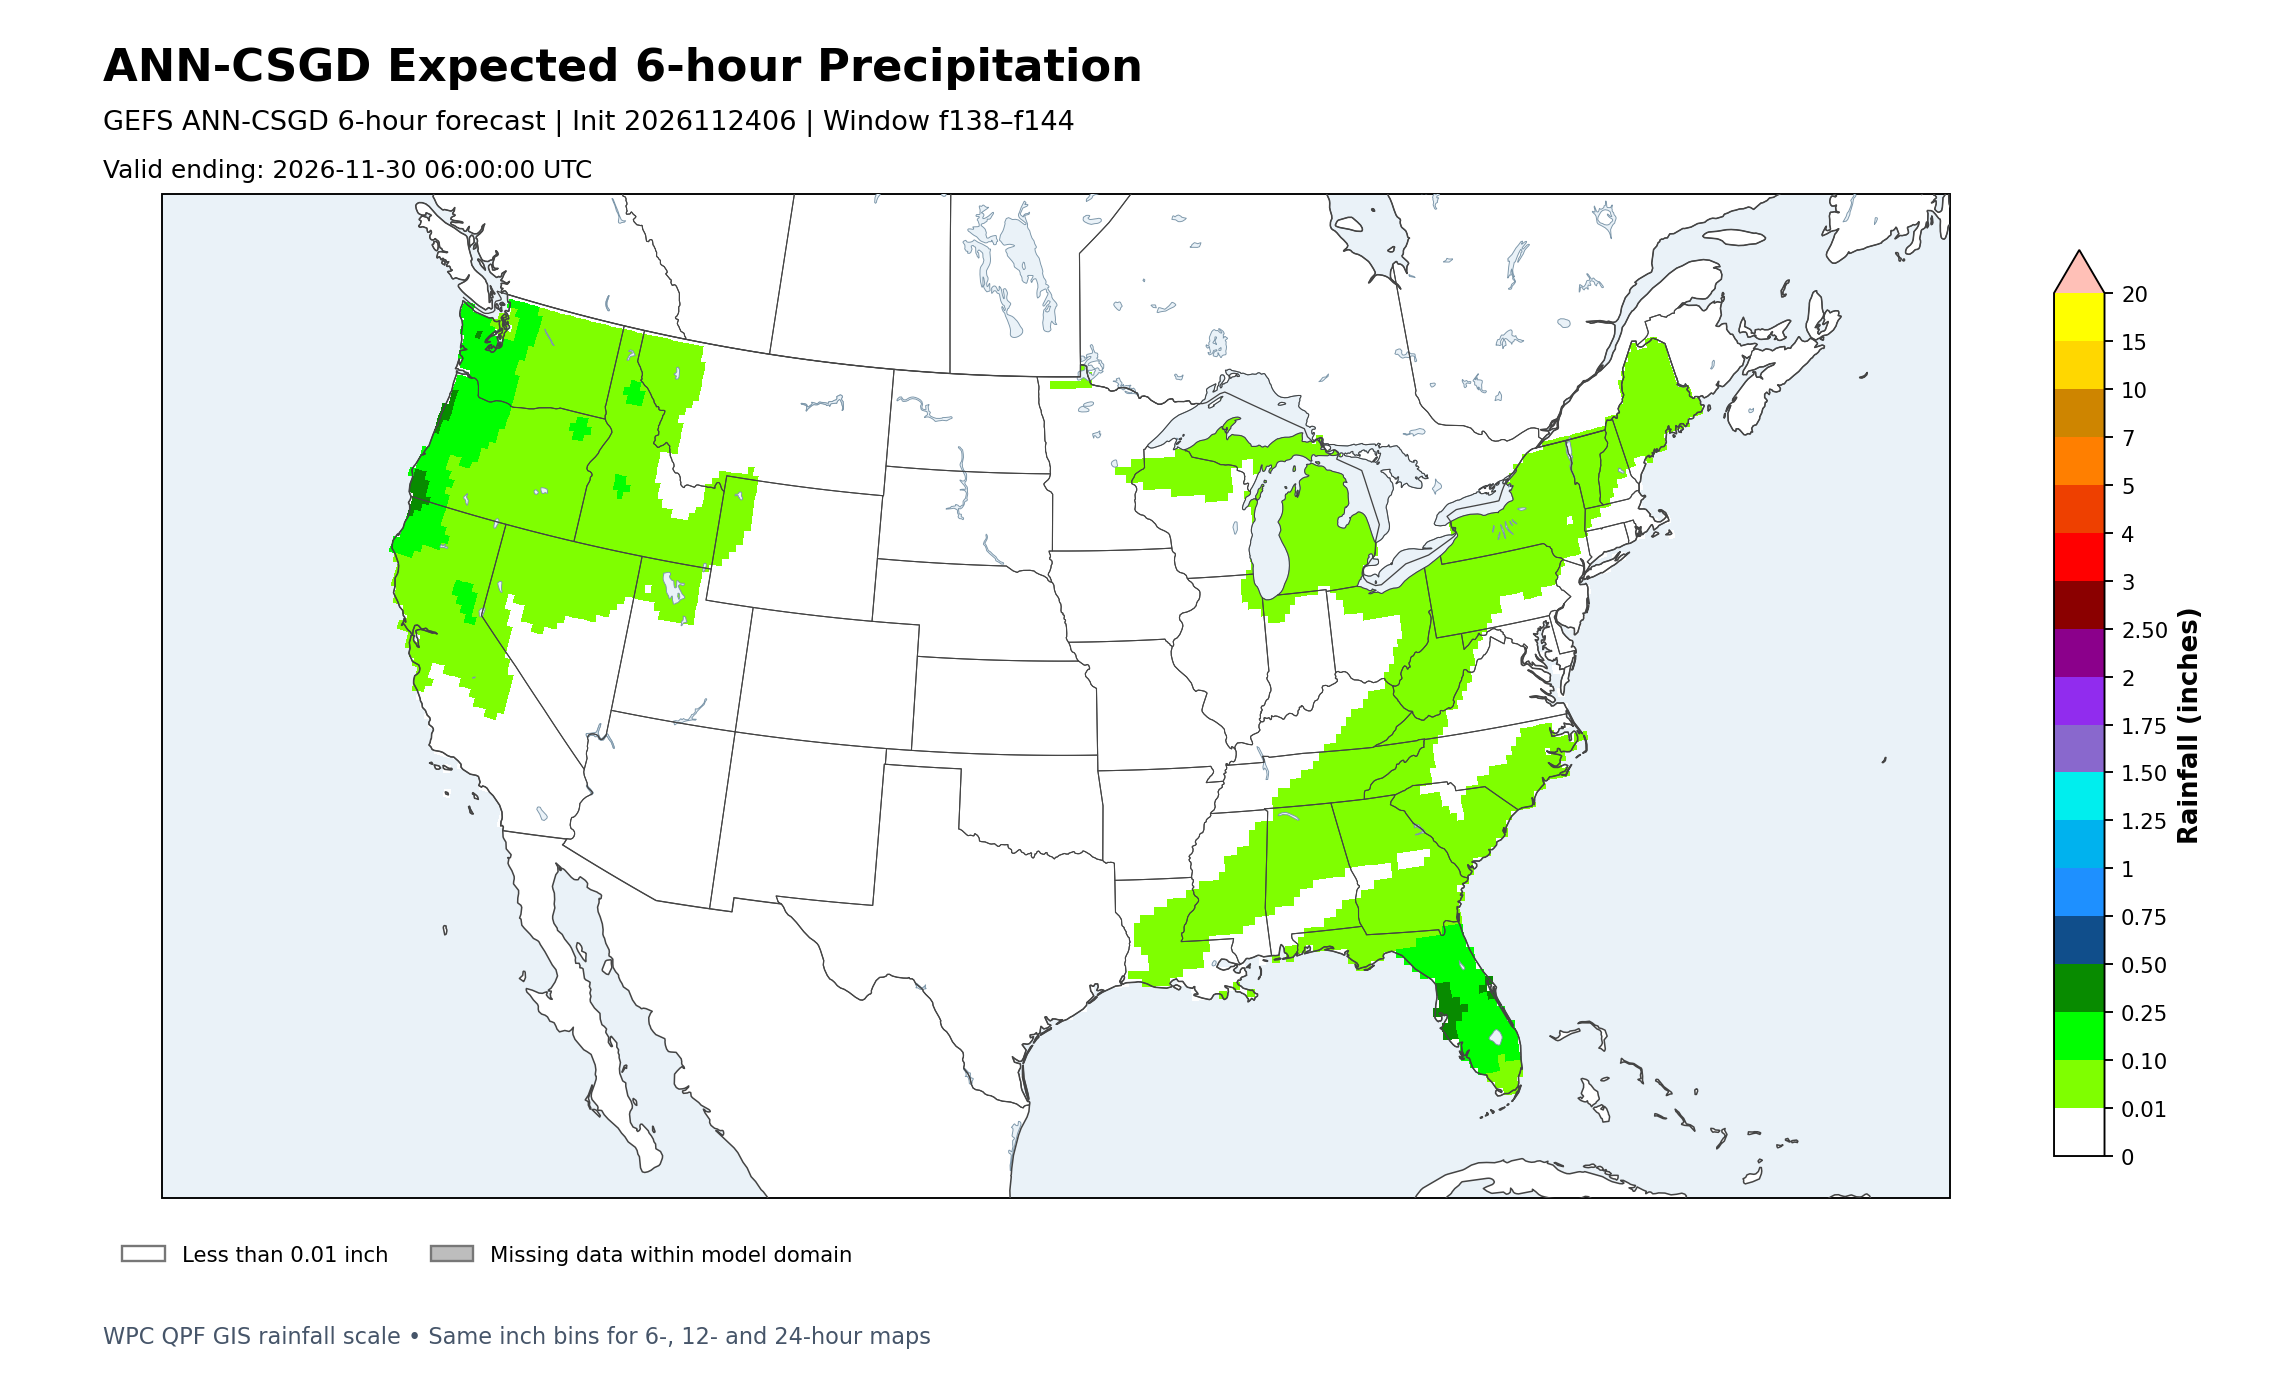 ANN-CSGD Expected 6-hour Precipitation
GEFS ANN-CSGD 6-hour forecast | Init 2026112406 | Window f138–f144
Valid ending: 2026-11-30 06:00:00 UTC
20
15
10
7
5
4
3
2.50
2
1.75
1.50
1.25
1
0.75
0.50
0.25
0.10
0.01
0
Rainfall (inches)
Less than 0.01 inch
Missing data within model domain
WPC QPF GIS rainfall scale • Same inch bins for 6-, 12- and 24-hour maps